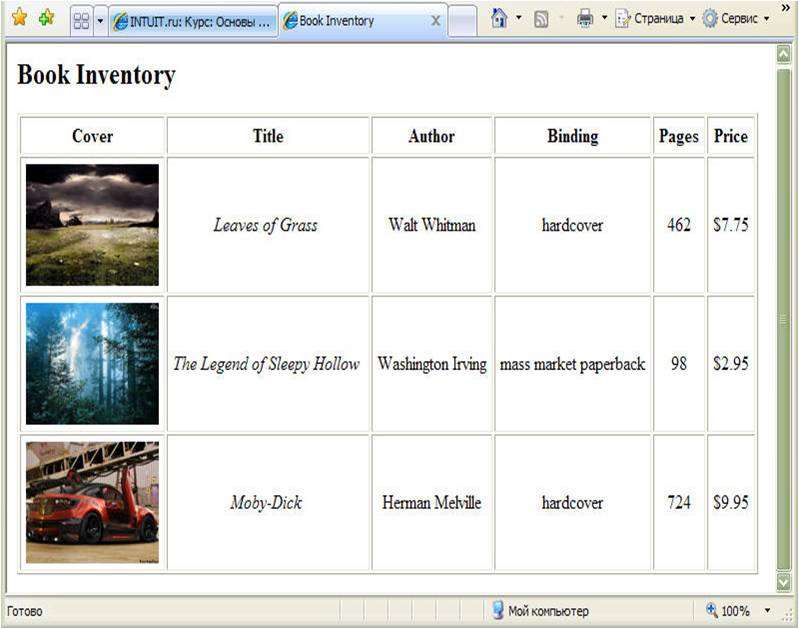 INTUIT.ru: Курс: Основы ...
Book Inventory
Страница
Сервис
Book Inventory
Cover Title Author Binding Pages Price
Leaves of Grass Walt Whitman hardcover 462 $7.75
The Legend of Sleepy Hollow Washington Irving mass market paperback 98 $2.95
Moby-Dick Herman Melville hardcover 724 $9.95
Готово
Мой компьютер
100%